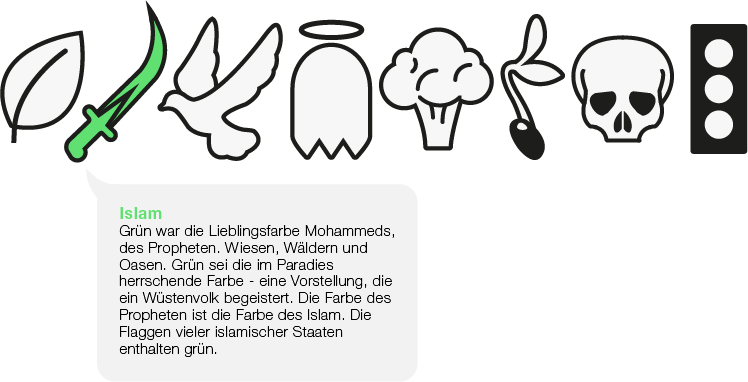 Islam
Grün war die Lieblingsfarbe Mohammeds,
des Propheten. Wiesen, Wäldern und
Oasen. Grün sei die im Paradies
herrschende Farbe - eine Vorstellung, die
ein Wüstenvolk begeistert. Die Farbe des
Propheten ist die Farbe des Islam. Die
Flaggen vieler islamischer Staaten
enthalten grün.